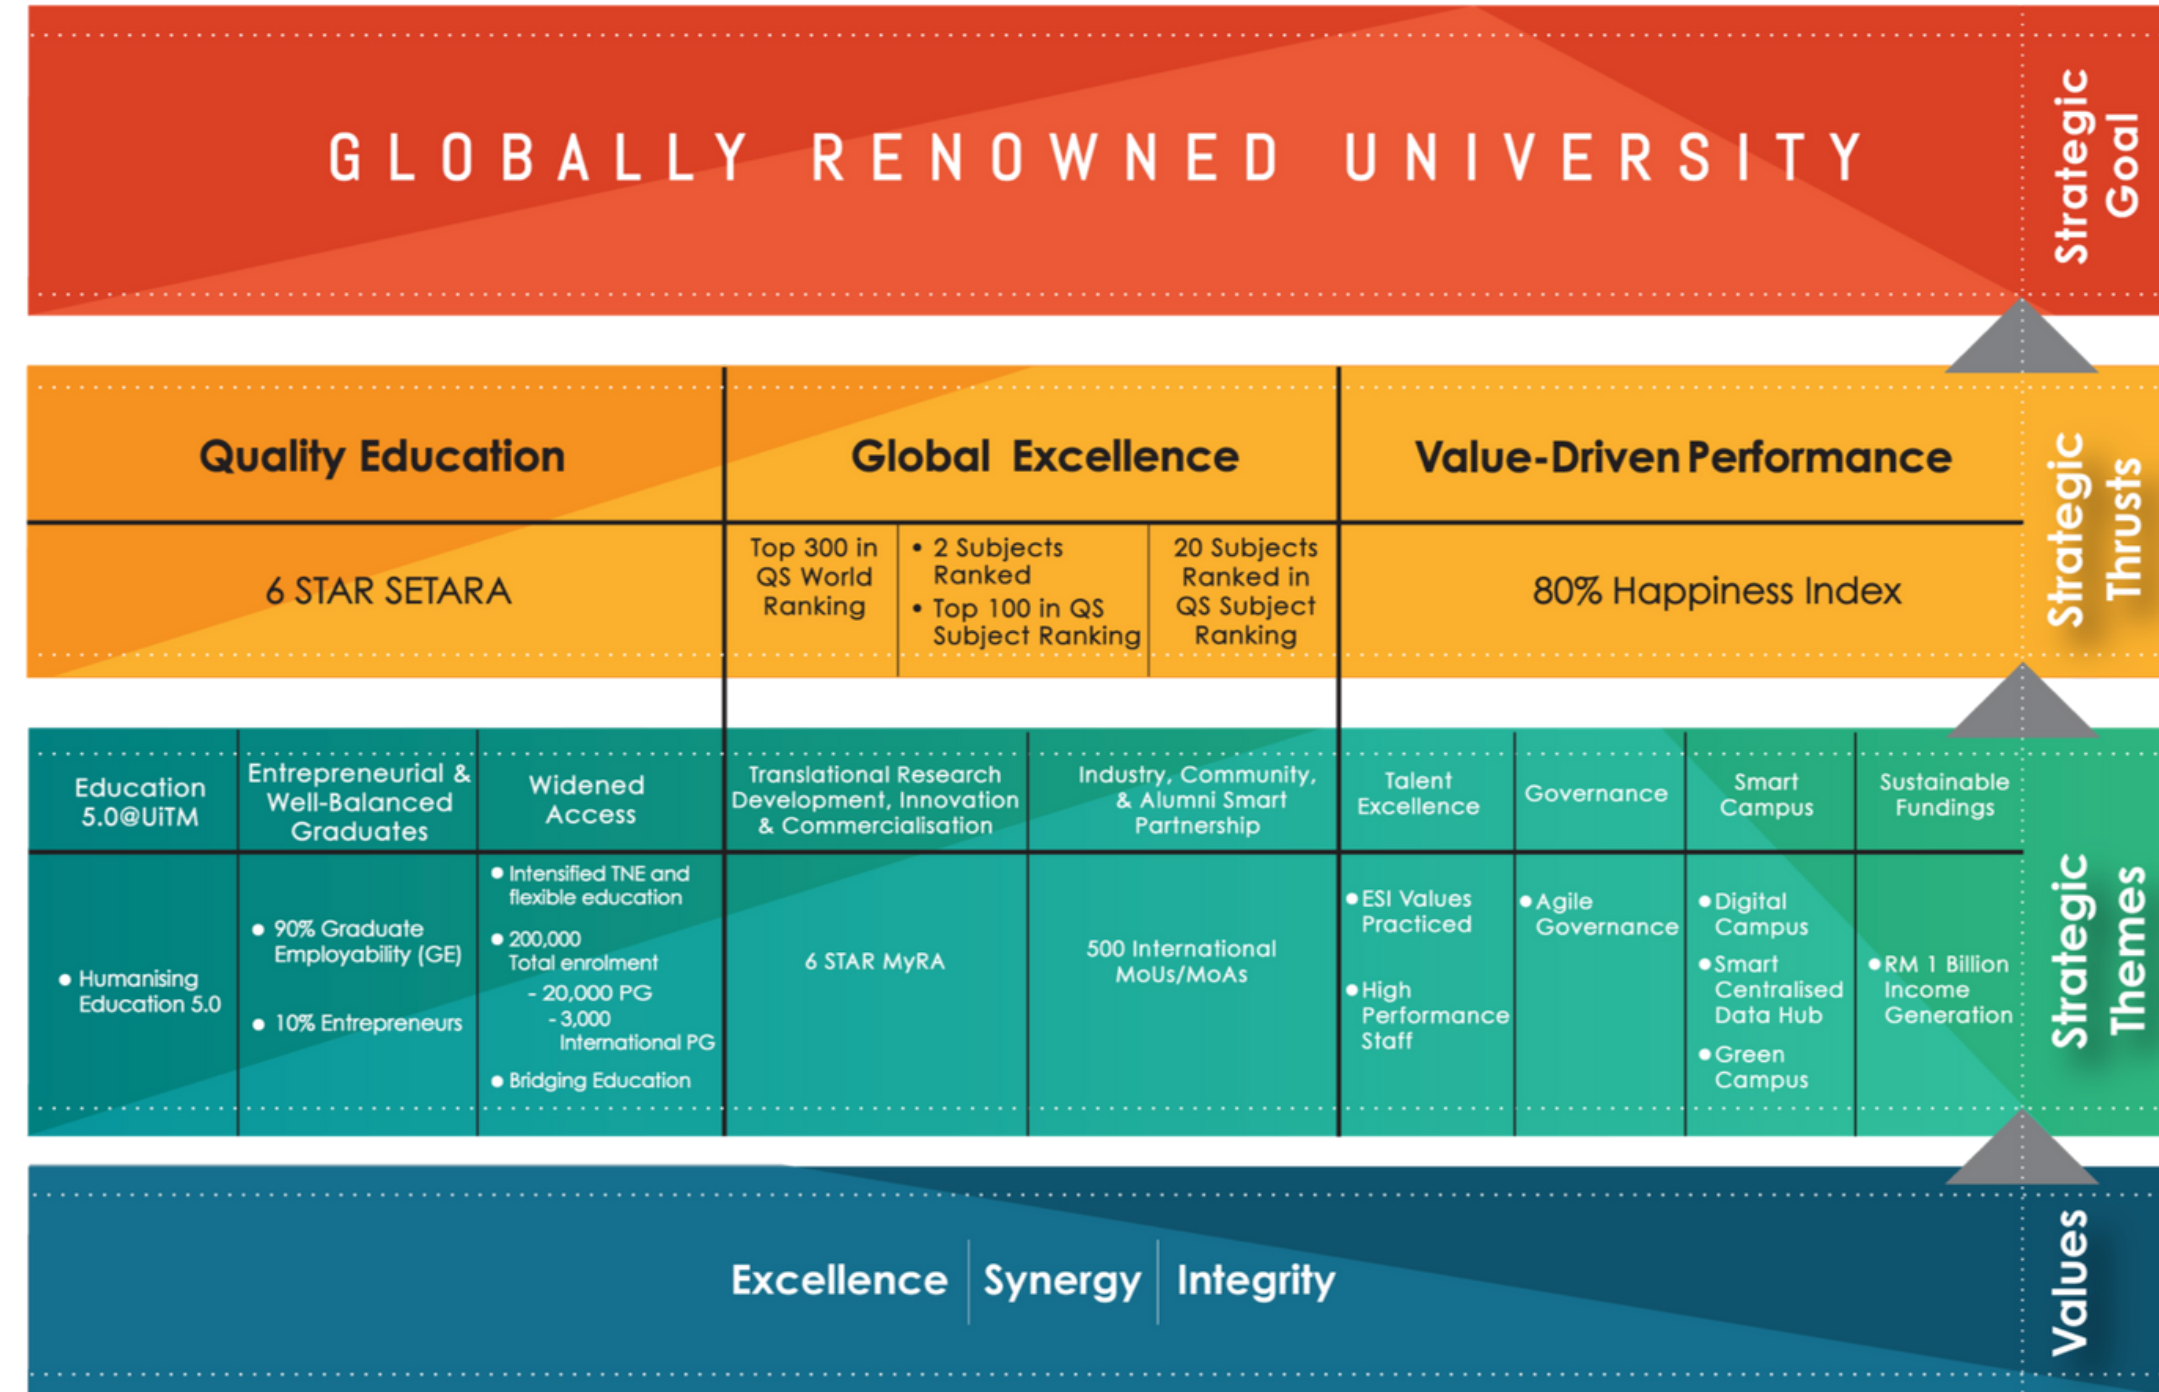 GLOBALLY RENOWNED UNIVERSITY
Strategic
Goal
Quality Education
Global Excellence
Value-Driven Performance
6 STAR SETARA
Top 300 in
QS World
Ranking
• 2 Subjects
Ranked
• Top 100 in QS
Subject Ranking
20 Subjects
Ranked in
QS Subject
Ranking
80% Happiness Index
Strategic
Thrusts
Education
5.0@UiTM
Entrepreneurial &
Well-Balanced
Graduates
Widened
Access
Translational Research
Development, Innovation
& Commercialisation
Industry, Community,
& Alumni Smart
Partnership
Talent
Excellence
Governance
Smart
Campus
Sustainable
Fundings
• Humanising
Education 5.0
• 90% Graduate
Employability (GE)
• 10% Entrepreneurs
• Intensified TNE and
flexible education
• 200,000
Total enrolment
- 20,000 PG
- 3,000
International PG
• Bridging Education
6 STAR MyRA
500 International
MoUs/MoAs
• ESI Values
Practiced
• High
Performance
Staff
• Agile
Governance
• Digital
Campus
• Smart
Centralised
Data Hub
• Green
Campus
• RM 1 Billion
Income
Generation
Strategic
Themes
Excellence | Synergy | Integrity
Values